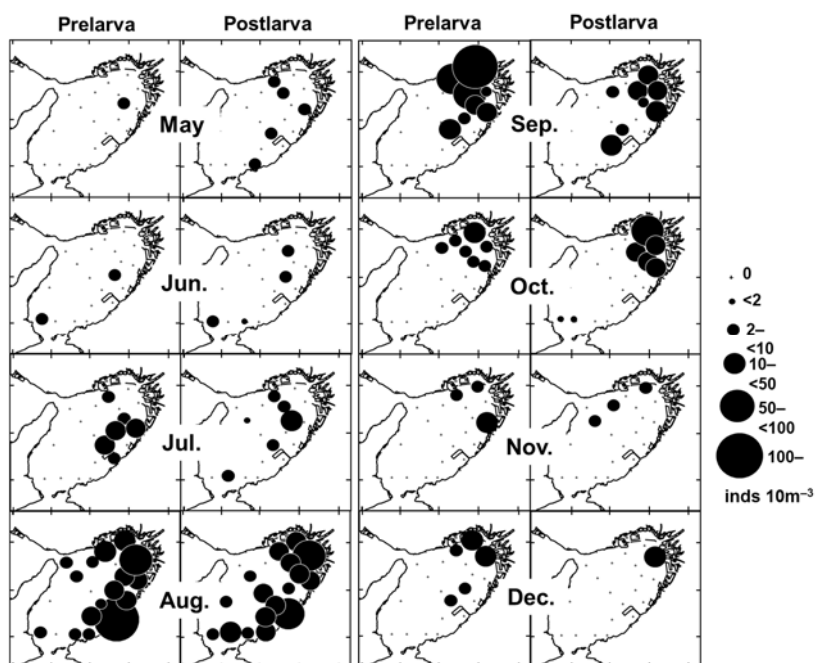 Prelarva Postlarva Prelarva Postlarva
May Sep.
Jun. Oct.
Jul. Nov.
Aug. Dec.
0
<2
2–
<10
10–
<50
50–
<100
100–
inds 10m⁻³